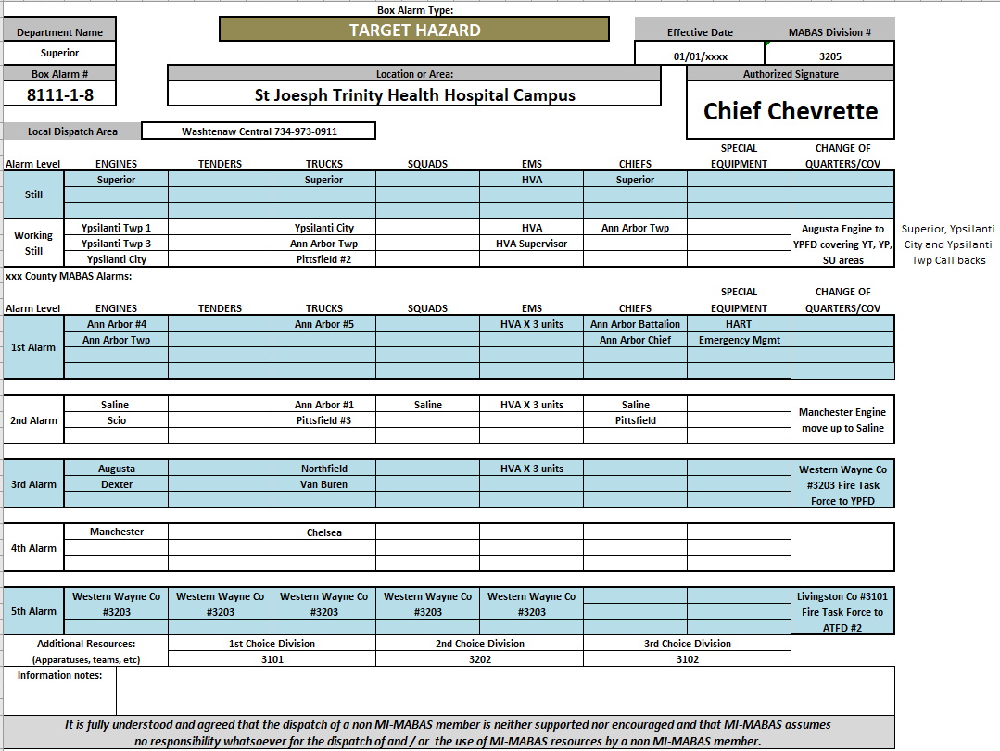 Box Alarm Type:
Department Name TARGET HAZARD Effective Date MABAS Division #
Superior 01/01/xxxx 3205
Box Alarm # Location or Area: Authorized Signature
8111-1-8 St Joesph Trinity Health Hospital Campus Chief Chevrette
Local Dispatch Area Washtenaw Central 734-973-0911
SPECIAL CHANGE OF
Alarm Level ENGINES TENDERS TRUCKS SQUADS EMS CHIEFS EQUIPMENT QUARTERS/COV
Still Superior Superior HVA Superior
Working Still
Ypsilanti Twp 1 Ypsilanti City HVA Ann Arbor Twp Augusta Engine to Superior, Ypsilanti
Ypsilanti Twp 3 Ann Arbor Twp HVA Supervisor YPFD covering YT, YP, City and Ypsilanti
Ypsilanti City Pittsfield #2 SU areas Twp Call backs
xxx County MABAS Alarms:
SPECIAL CHANGE OF
Alarm Level ENGINES TENDERS TRUCKS SQUADS EMS CHIEFS EQUIPMENT QUARTERS/COV
1st Alarm
Ann Arbor #4 Ann Arbor #5 HVA X 3 units Ann Arbor Battalion HART
Ann Arbor Twp Ann Arbor Chief Emergency Mgmt
2nd Alarm
Saline Ann Arbor #1 Saline HVA X 3 units Saline Manchester Engine
Scio Pittsfield #3 Pittsfield move up to Saline
3rd Alarm
Augusta Northfield HVA X 3 units Western Wayne Co
Dexter Van Buren #3203 Fire Task
Force to YPFD
4th Alarm
Manchester Chelsea
5th Alarm
Western Wayne Co Western Wayne Co Western Wayne Co Western Wayne Co Western Wayne Co Livingston Co #3101
#3203 #3203 #3203 #3203 #3203 Fire Task Force to
ATFD #2
Additional Resources: 1st Choice Division 2nd Choice Division 3rd Choice Division
(Apparatuses, teams, etc) 3101 3202 3102
Information notes:
It is fully understood and agreed that the dispatch of a non MI-MABAS member is neither supported nor encouraged and that MI-MABAS assumes
no responsibility whatsoever for the dispatch of and / or the use of MI-MABAS resources by a non MI-MABAS member.